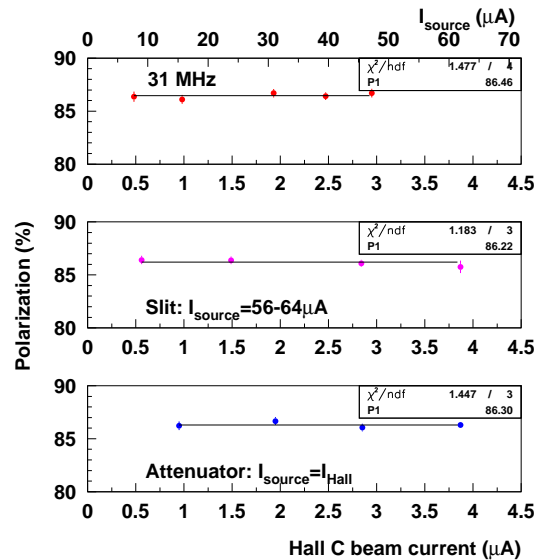 I_source (μA)
0 10 20 30 40 50 60 70
90
χ²/ndf 1.477 / 4
31 MHz
P1 86.46
85
80
0 0.5 1 1.5 2 2.5 3 3.5 4 4.5
Polarization (%)
90
χ²/ndf 1.183 / 3
P1 86.22
85
Slit: I_source=56-64μA
80
0 0.5 1 1.5 2 2.5 3 3.5 4 4.5
90
χ²/ndf 1.447 / 3
P1 86.30
85
Attenuator: I_source=I_Hall
80
0 0.5 1 1.5 2 2.5 3 3.5 4 4.5
Hall C beam current (μA)